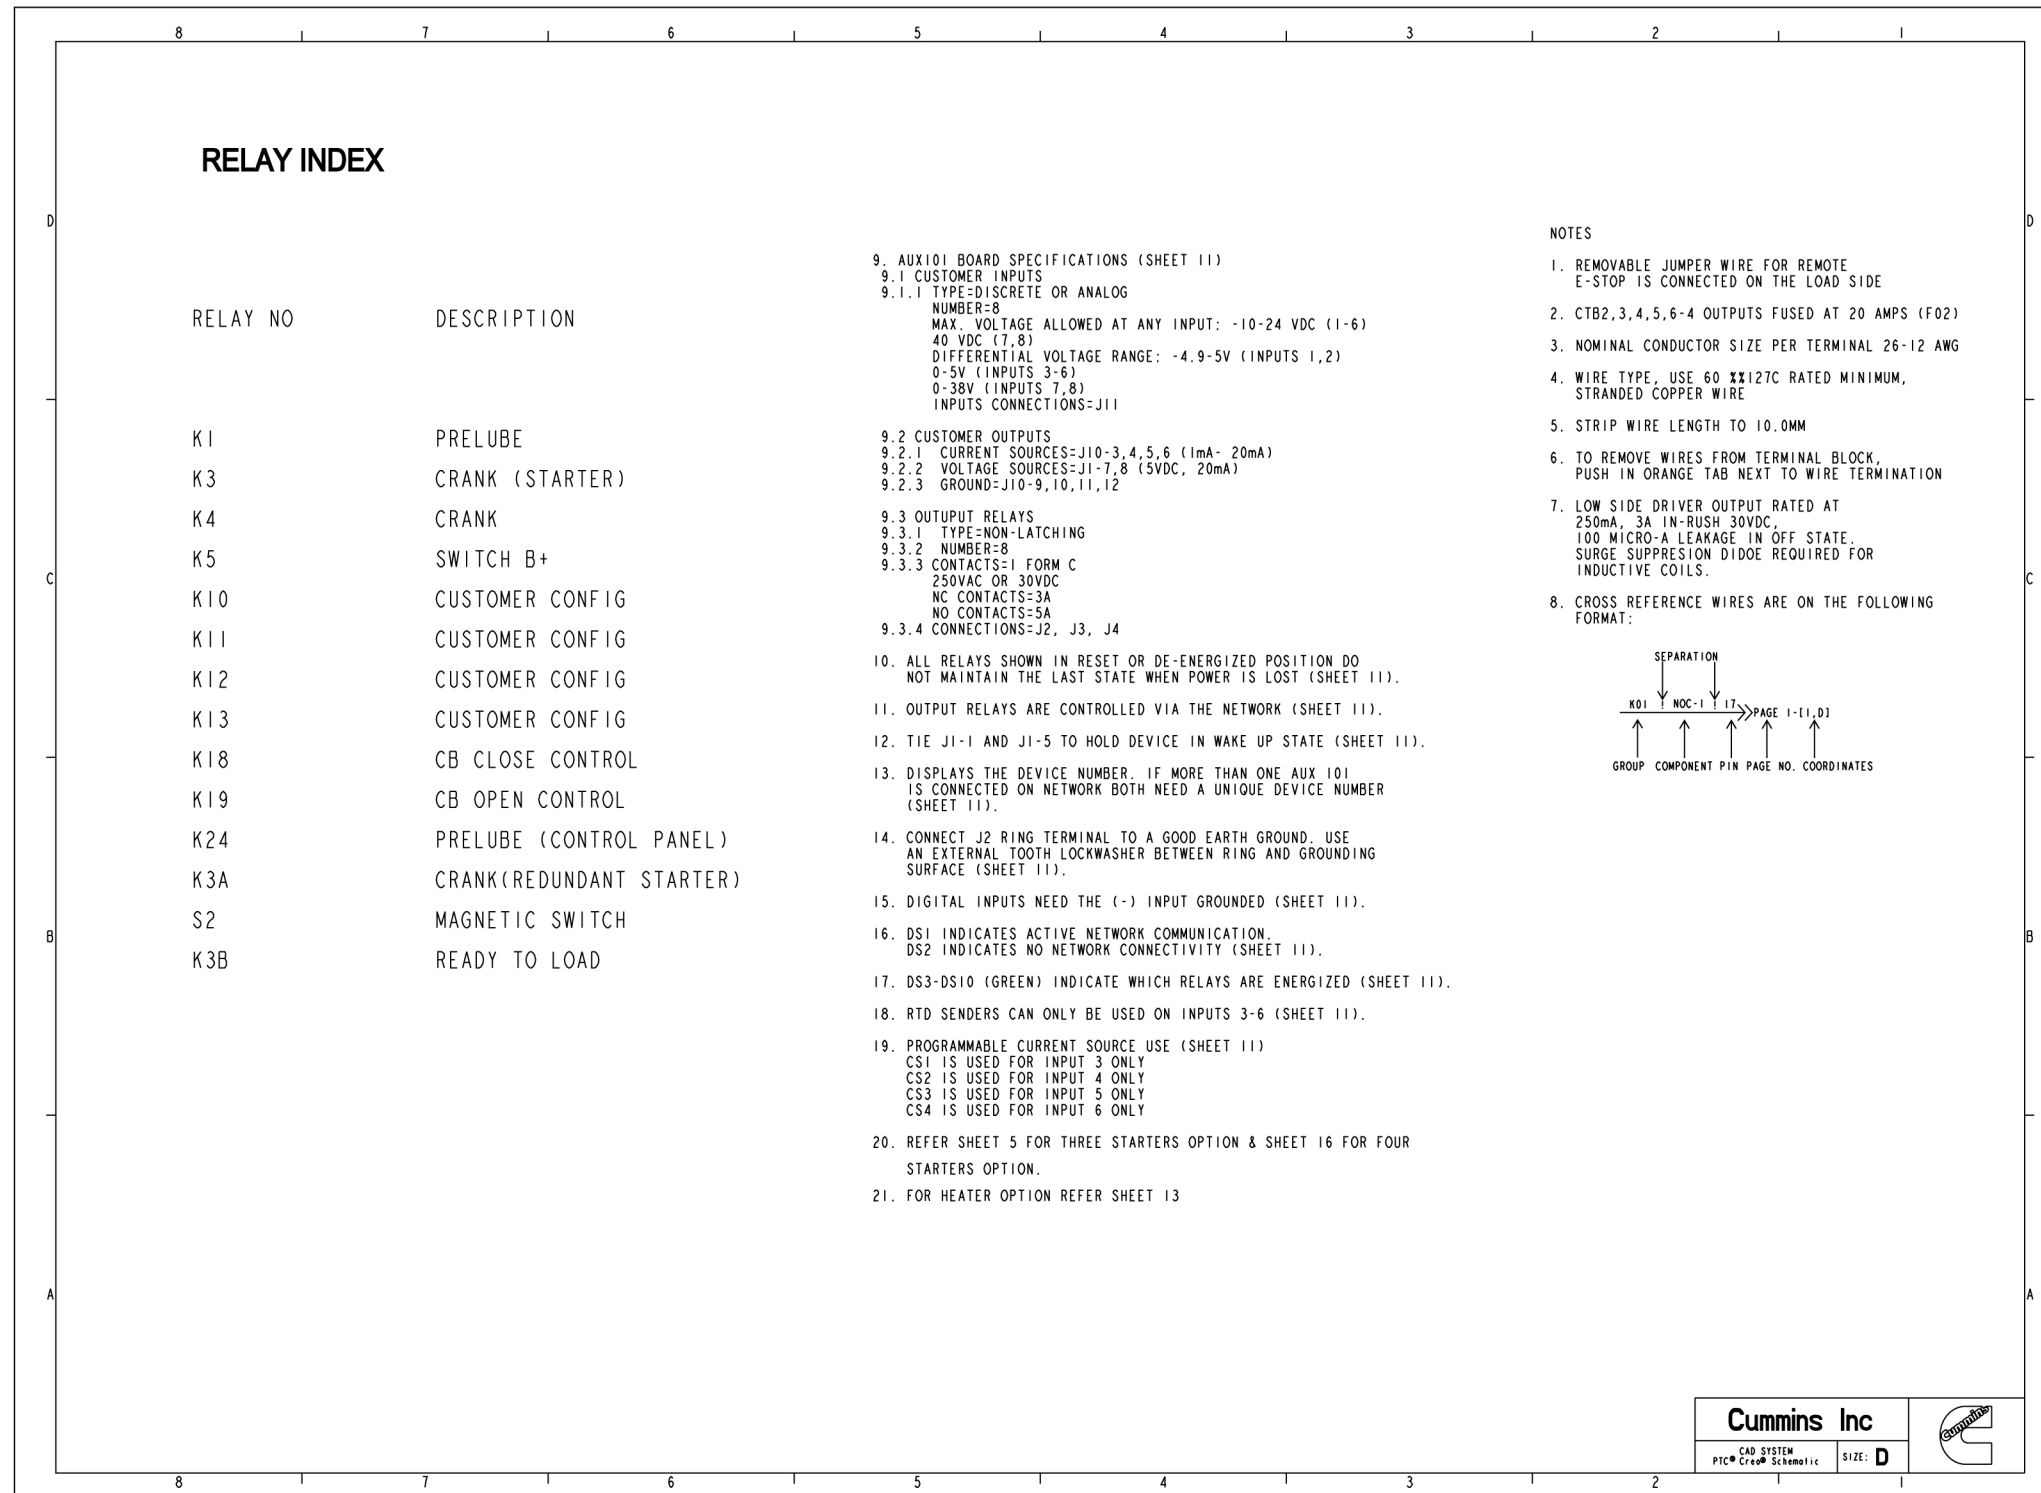 8 7 6 5 4 3 2 1
RELAY INDEX
D D
RELAY NO DESCRIPTION
K1 PRELUBE
K3 CRANK (STARTER)
K4 CRANK
K5 SWITCH B+
C C
K10 CUSTOMER CONFIG
K11 CUSTOMER CONFIG
K12 CUSTOMER CONFIG
K13 CUSTOMER CONFIG
K18 CB CLOSE CONTROL
K19 CB OPEN CONTROL
K24 PRELUBE (CONTROL PANEL)
K3A CRANK(REDUNDANT STARTER)
S2 MAGNETIC SWITCH
B B
K3B READY TO LOAD
9. AUX101 BOARD SPECIFICATIONS (SHEET 11)
9.1 CUSTOMER INPUTS
9.1.1 TYPE=DISCRETE OR ANALOG
NUMBER=8
MAX. VOLTAGE ALLOWED AT ANY INPUT: -10-24 VDC (1-6)
40 VDC (7,8)
DIFFERENTIAL VOLTAGE RANGE: -4.9-5V (INPUTS 1,2)
0-5V (INPUTS 3-6)
0-38V (INPUTS 7,8)
INPUTS CONNECTIONS=J11
9.2 CUSTOMER OUTPUTS
9.2.1 CURRENT SOURCES=J10-3,4,5,6 (1mA- 20mA)
9.2.2 VOLTAGE SOURCES=J1-7,8 (5VDC, 20mA)
9.2.3 GROUND=J10-9,10,11,12
9.3 OUTUPUT RELAYS
9.3.1 TYPE=NON-LATCHING
9.3.2 NUMBER=8
9.3.3 CONTACTS=1 FORM C
250VAC OR 30VDC
NC CONTACTS=3A
NO CONTACTS=5A
9.3.4 CONNECTIONS=J2, J3, J4
10. ALL RELAYS SHOWN IN RESET OR DE-ENERGIZED POSITION DO
NOT MAINTAIN THE LAST STATE WHEN POWER IS LOST (SHEET 11).
11. OUTPUT RELAYS ARE CONTROLLED VIA THE NETWORK (SHEET 11).
12. TIE J1-1 AND J1-5 TO HOLD DEVICE IN WAKE UP STATE (SHEET 11).
13. DISPLAYS THE DEVICE NUMBER. IF MORE THAN ONE AUX 101
IS CONNECTED ON NETWORK BOTH NEED A UNIQUE DEVICE NUMBER
(SHEET 11).
14. CONNECT J2 RING TERMINAL TO A GOOD EARTH GROUND. USE
AN EXTERNAL TOOTH LOCKWASHER BETWEEN RING AND GROUNDING
SURFACE (SHEET 11).
15. DIGITAL INPUTS NEED THE (-) INPUT GROUNDED (SHEET 11).
16. DS1 INDICATES ACTIVE NETWORK COMMUNICATION.
DS2 INDICATES NO NETWORK CONNECTIVITY (SHEET 11).
17. DS3-DS10 (GREEN) INDICATE WHICH RELAYS ARE ENERGIZED (SHEET 11).
18. RTD SENDERS CAN ONLY BE USED ON INPUTS 3-6 (SHEET 11).
19. PROGRAMMABLE CURRENT SOURCE USE (SHEET 11)
CS1 IS USED FOR INPUT 3 ONLY
CS2 IS USED FOR INPUT 4 ONLY
CS3 IS USED FOR INPUT 5 ONLY
CS4 IS USED FOR INPUT 6 ONLY
20. REFER SHEET 5 FOR THREE STARTERS OPTION & SHEET 16 FOR FOUR
STARTERS OPTION.
21. FOR HEATER OPTION REFER SHEET 13
NOTES
1. REMOVABLE JUMPER WIRE FOR REMOTE
E-STOP IS CONNECTED ON THE LOAD SIDE
2. CTB2,3,4,5,6-4 OUTPUTS FUSED AT 20 AMPS (F02)
3. NOMINAL CONDUCTOR SIZE PER TERMINAL 26-12 AWG
4. WIRE TYPE, USE 60 %%127C RATED MINIMUM,
STRANDED COPPER WIRE
5. STRIP WIRE LENGTH TO 10.0MM
6. TO REMOVE WIRES FROM TERMINAL BLOCK,
PUSH IN ORANGE TAB NEXT TO WIRE TERMINATION
7. LOW SIDE DRIVER OUTPUT RATED AT
250mA, 3A IN-RUSH 30VDC,
100 MICRO-A LEAKAGE IN OFF STATE.
SURGE SUPPRESION DIDOE REQUIRED FOR
INDUCTIVE COILS.
8. CROSS REFERENCE WIRES ARE ON THE FOLLOWING
FORMAT:
SEPARATION
K01 ¦ NOC-1 ¦ 17 PAGE 1-[1,D]
GROUP COMPONENT PIN PAGE NO. COORDINATES
A A
Cummins Inc
Cummins
CAD SYSTEM
PTC® Creo® Schematic
SIZE: D
8 7 6 5 4 3 2 1